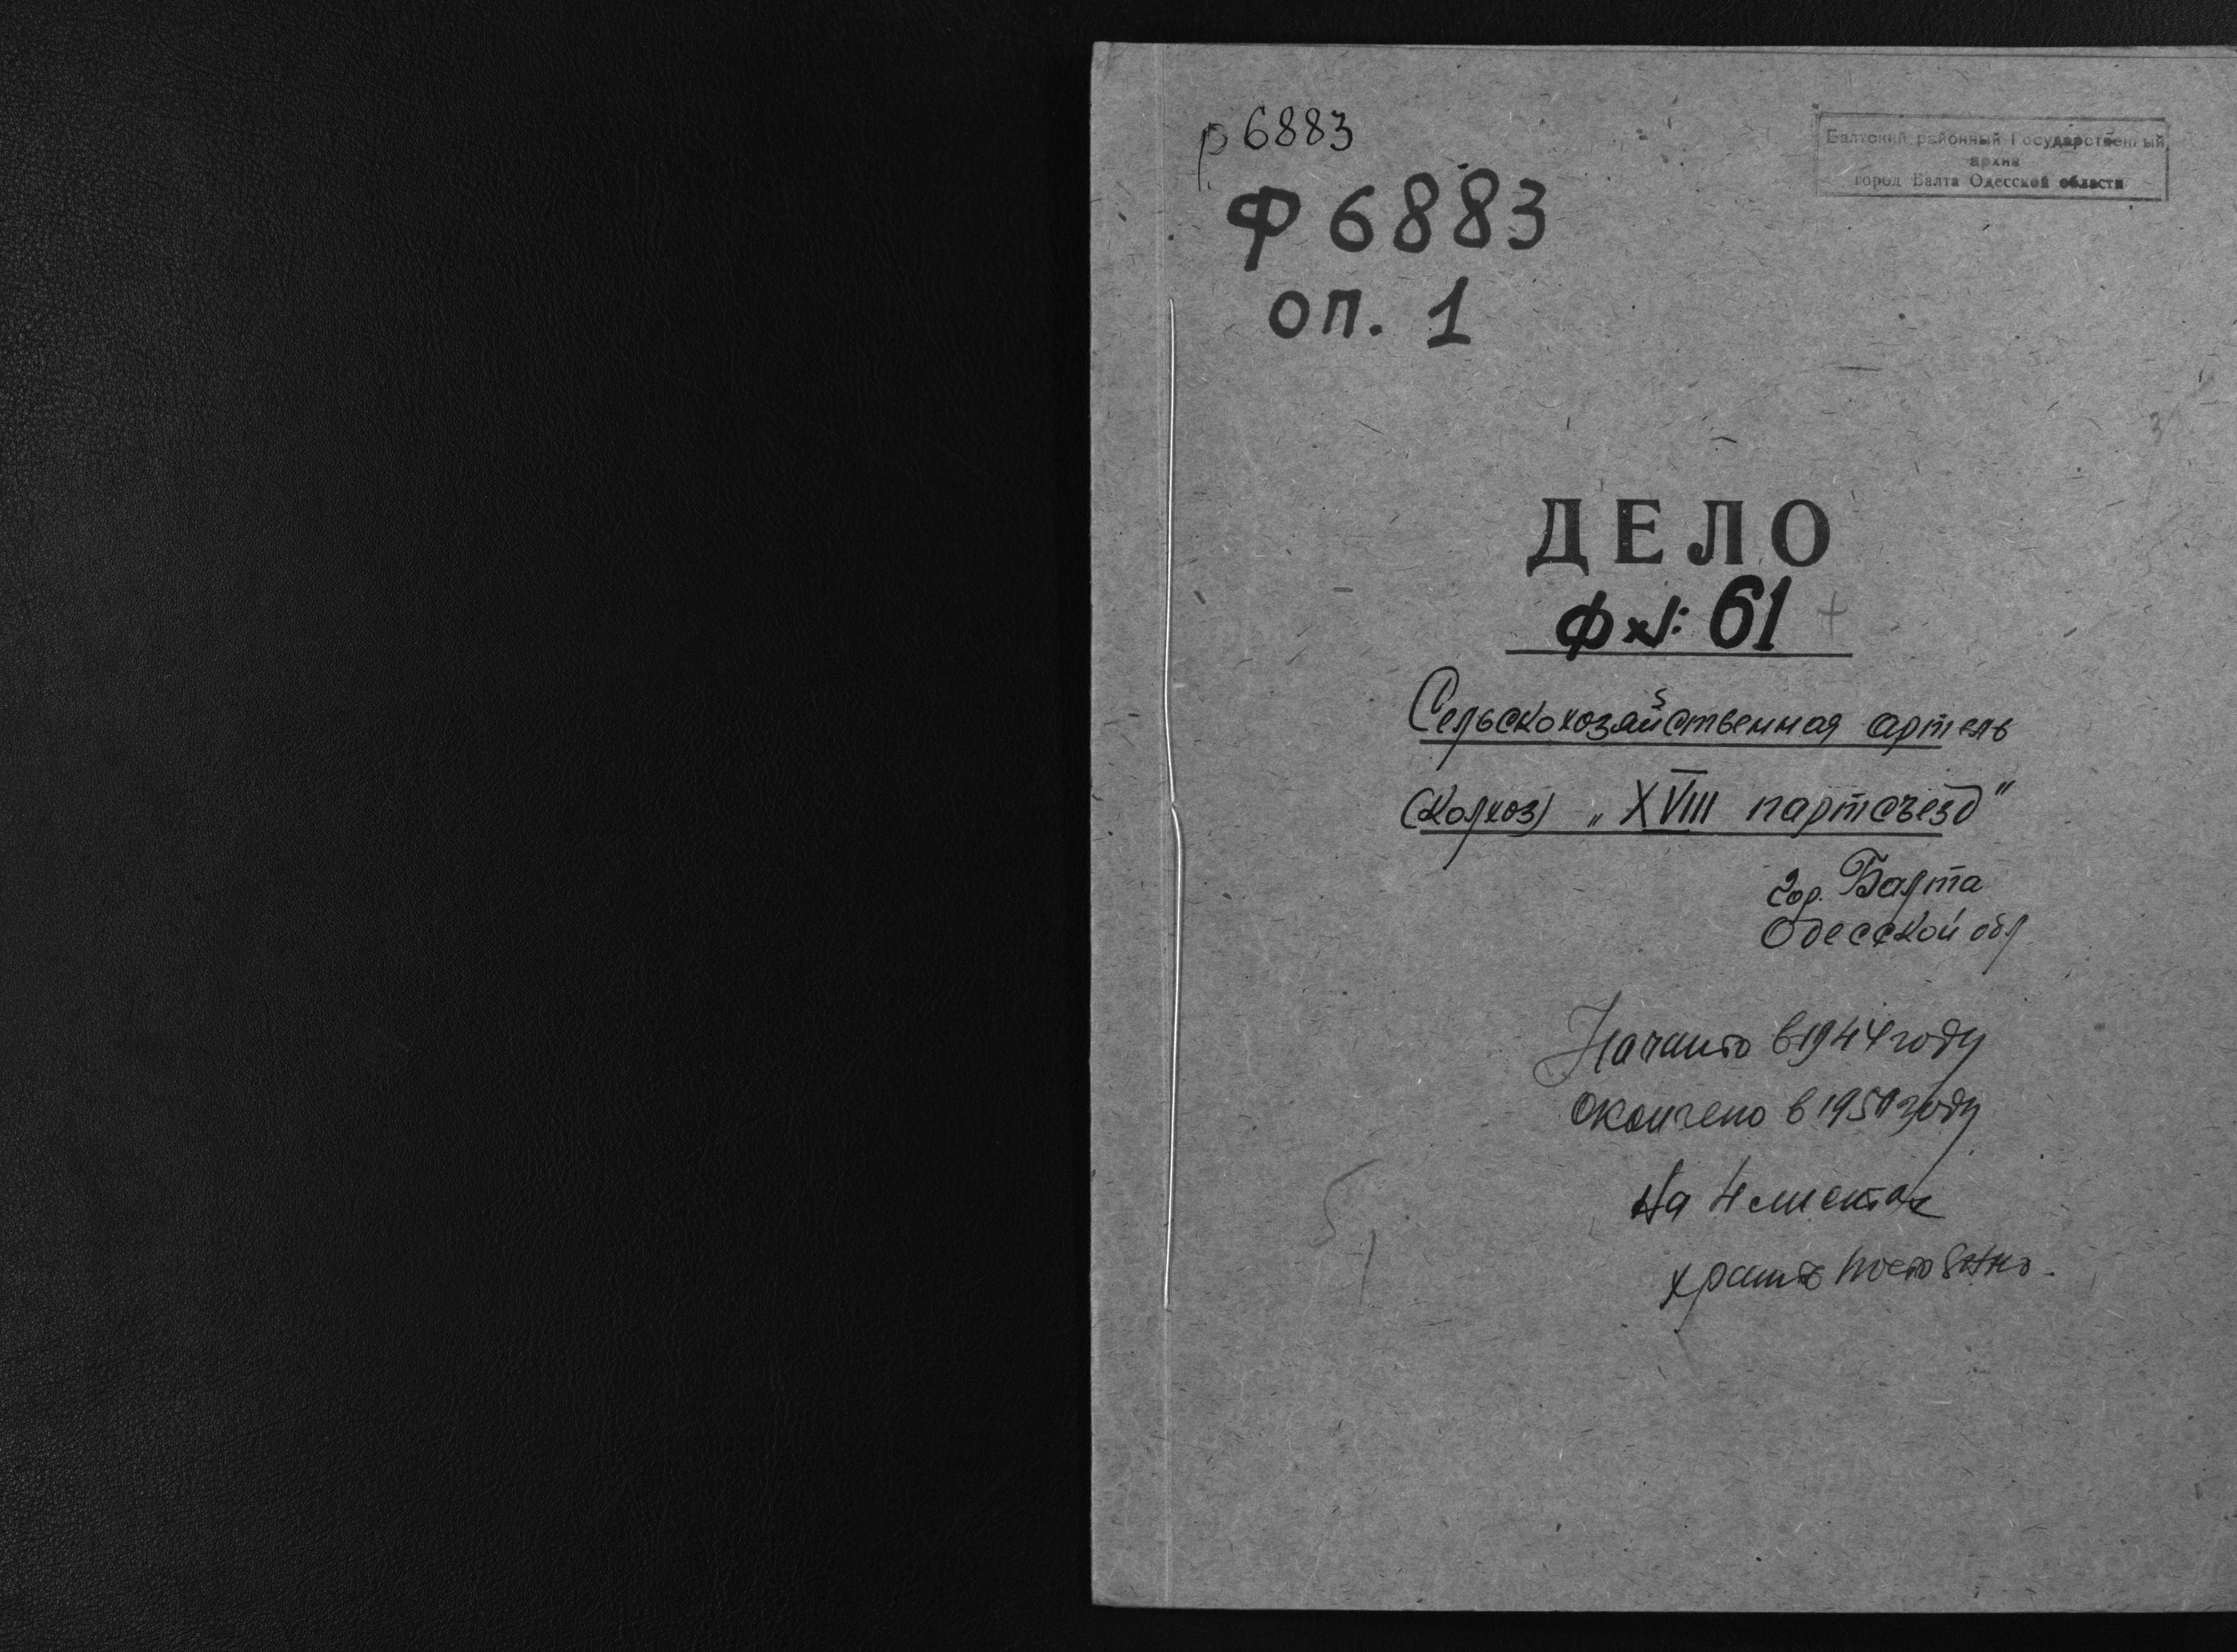 р 6883
Балтский районный Государственный
архив
город Балта Одесской области
Ф 6883
оп. 1
ДЕЛО
Ф №: 61
Сельскохозяйственная артель
(колхоз) „XVIII партсъезд"
гор. Балта
Одесской обл
Начато в 1944 году
Окончено в году
На 4 листах
хранить постоянно.